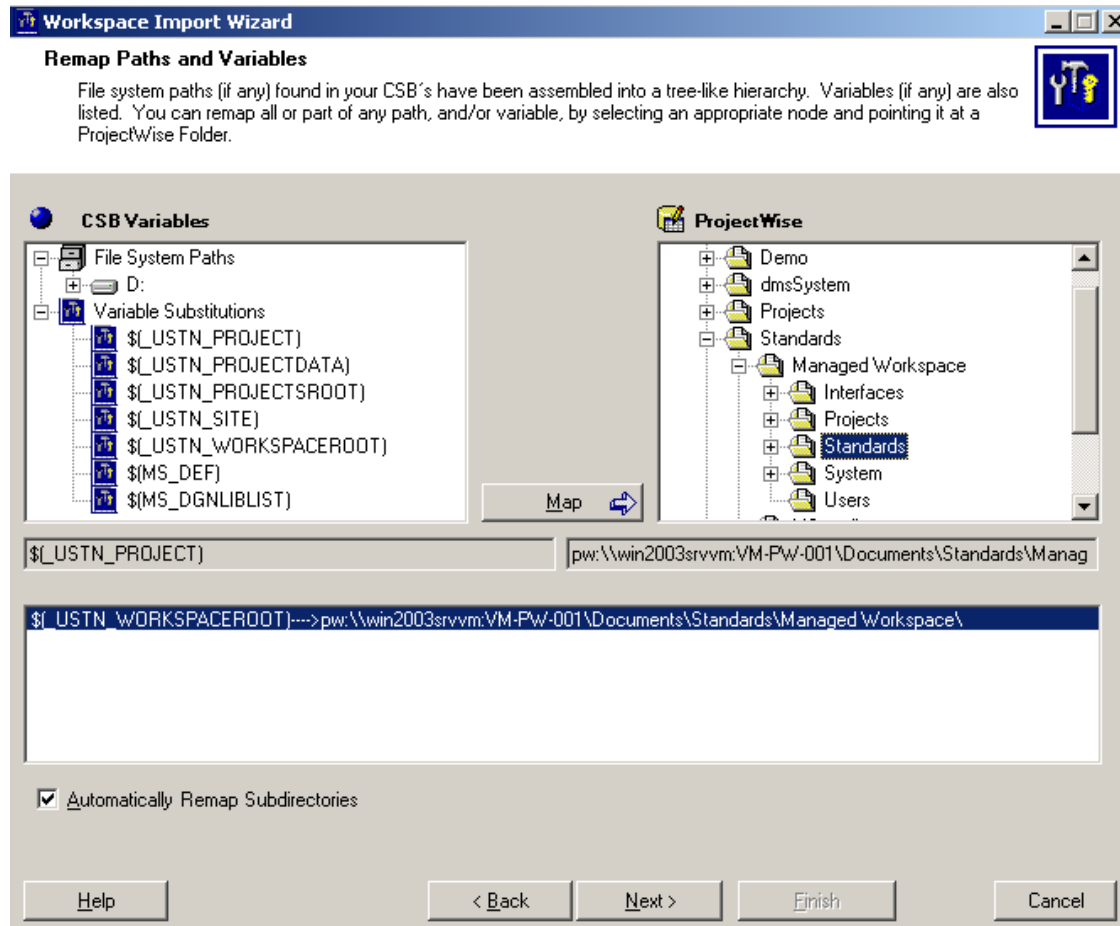 Workspace Import Wizard
Remap Paths and Variables
File system paths (if any) found in your CSB´s have been assembled into a tree-like hierarchy. Variables (if any) are also
listed. You can remap all or part of any path, and/or variable, by selecting an appropriate node and pointing it at a
ProjectWise Folder.
CSB Variables
File System Paths
D:
Variable Substitutions
$(_USTN_PROJECT)
$(_USTN_PROJECTDATA)
$(_USTN_PROJECTSROOT)
$(_USTN_SITE)
$(_USTN_WORKSPACEROOT)
$(MS_DEF)
$(MS_DGNLIBLIST)
Map
ProjectWise
Demo
dmsSystem
Projects
Standards
Managed Workspace
Interfaces
Projects
Standards
System
Users
$(_USTN_PROJECT)
pw:\\win2003srvvm:VM-PW-001\Documents\Standards\Manag
$(_USTN_WORKSPACEROOT)---->pw:\\win2003srvvm:VM-PW-001\Documents\Standards\Managed Workspace\
Automatically Remap Subdirectories
Help
< Back
Next >
Finish
Cancel